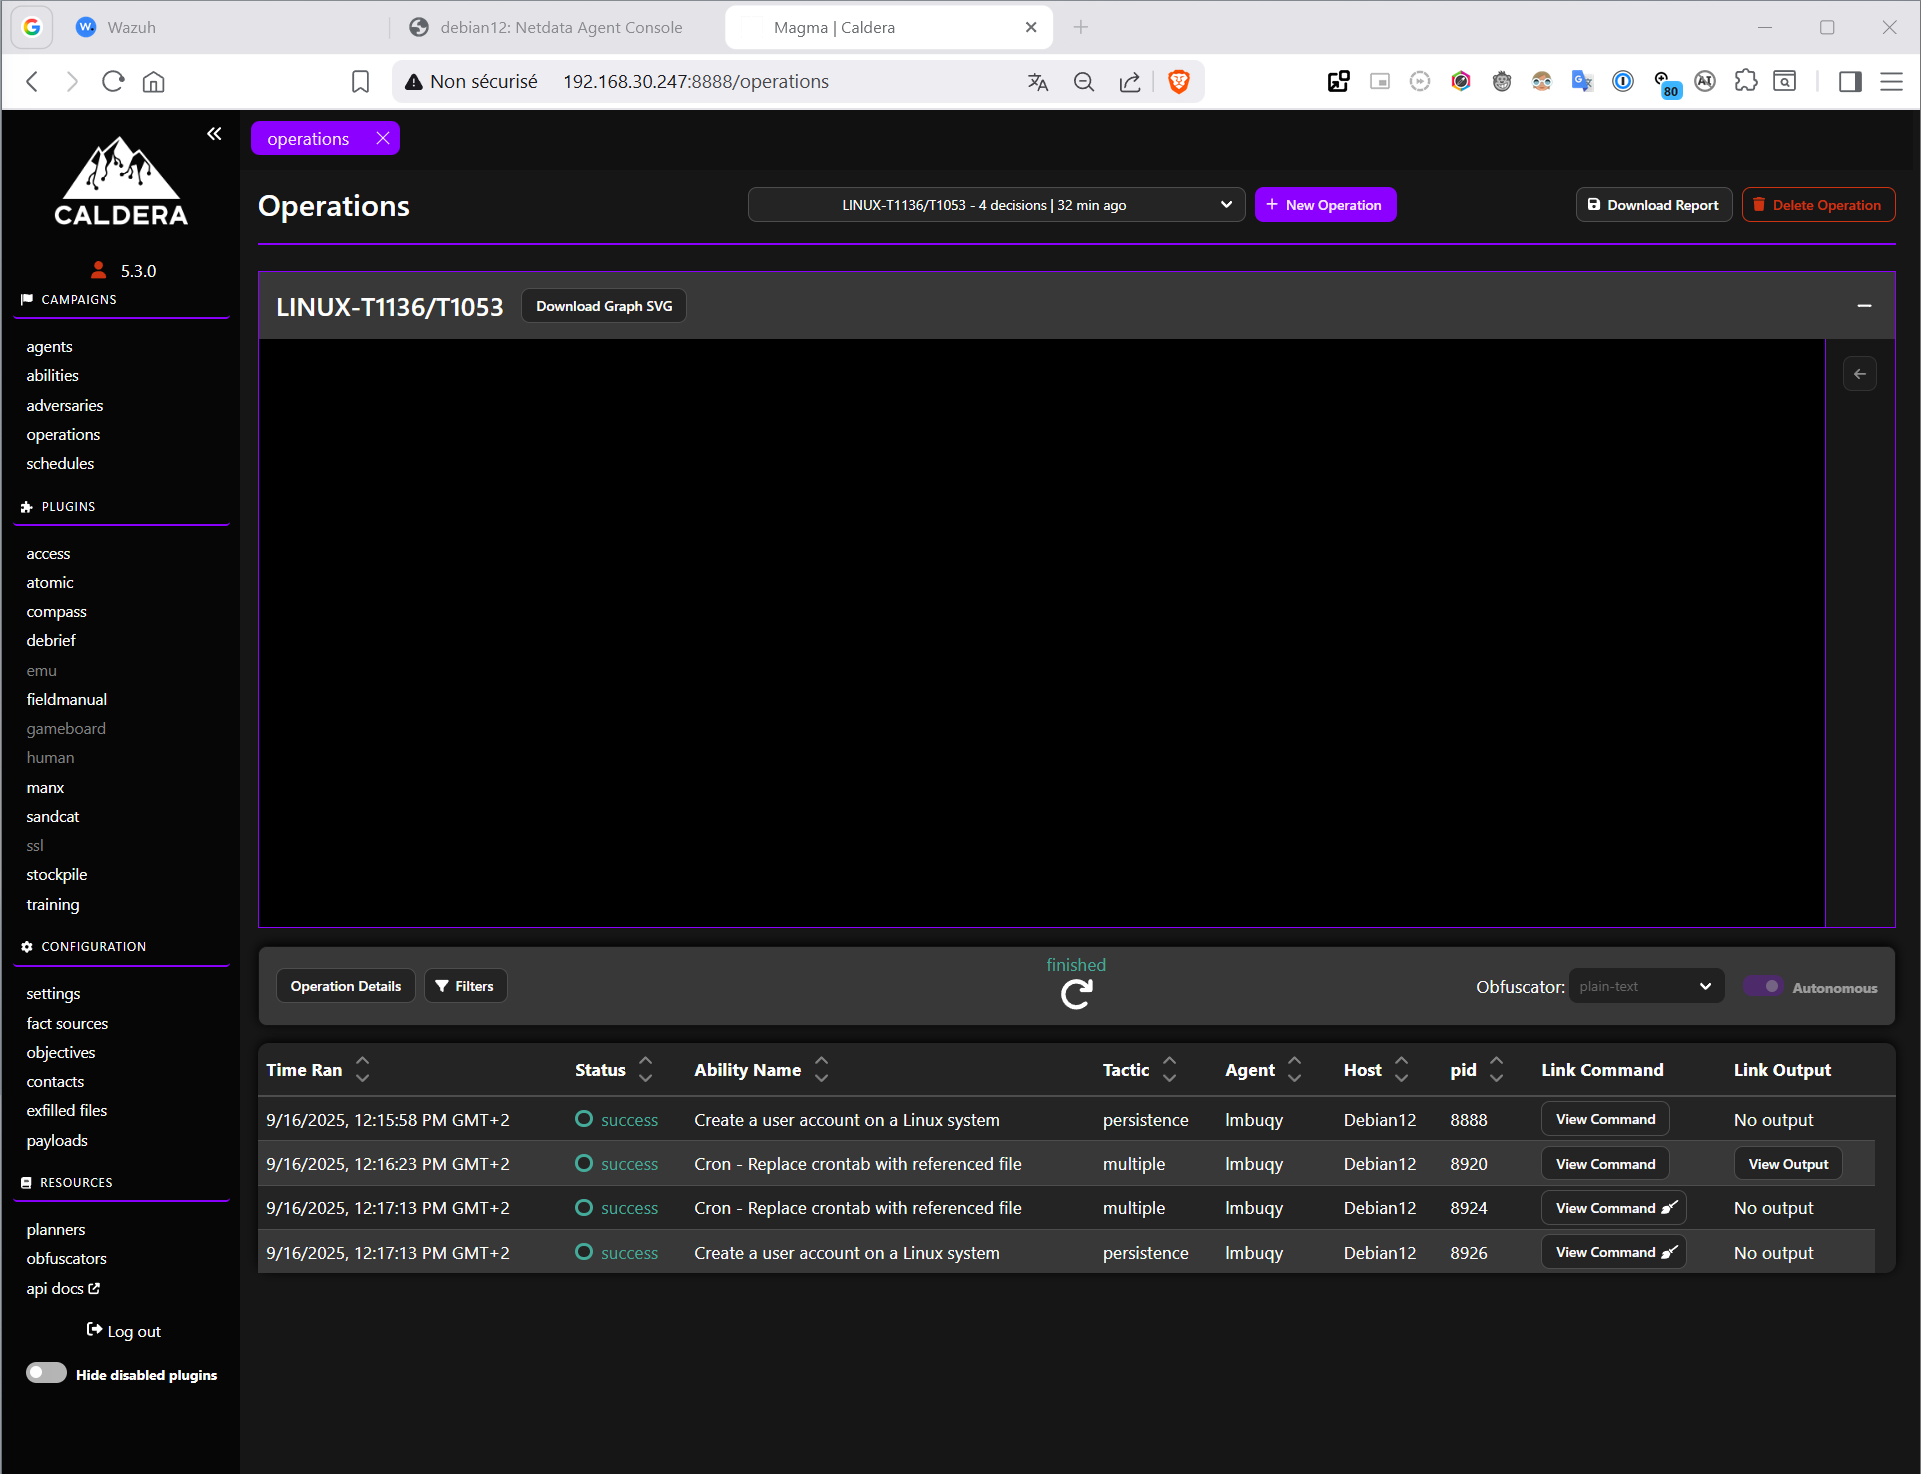 Wazuh
debian12: Netdata Agent Console
Magma | Caldera
Non sécurisé
192.168.30.247:8888/operations
80
CALDERA
5.3.0
CAMPAIGNS
agents
abilities
adversaries
operations
schedules
PLUGINS
access
atomic
compass
debrief
emu
fieldmanual
gameboard
human
manx
sandcat
ssl
stockpile
training
CONFIGURATION
settings
fact sources
objectives
contacts
exfilled files
payloads
RESOURCES
planners
obfuscators
api docs
Log out
Hide disabled plugins
operations
Operations
LINUX-T1136/T1053 - 4 decisions | 32 min ago
+ New Operation
Download Report
Delete Operation
LINUX-T1136/T1053
Download Graph SVG
Operation Details
Filters
finished
Obfuscator:
plain-text
Autonomous
Time Ran Status Ability Name Tactic Agent Host pid Link Command Link Output
9/16/2025, 12:15:58 PM GMT+2 success Create a user account on a Linux system persistence lmbuqy Debian12 8888 View Command No output
9/16/2025, 12:16:23 PM GMT+2 success Cron - Replace crontab with referenced file multiple lmbuqy Debian12 8920 View Command View Output
9/16/2025, 12:17:13 PM GMT+2 success Cron - Replace crontab with referenced file multiple lmbuqy Debian12 8924 View Command No output
9/16/2025, 12:17:13 PM GMT+2 success Create a user account on a Linux system persistence lmbuqy Debian12 8926 View Command No output